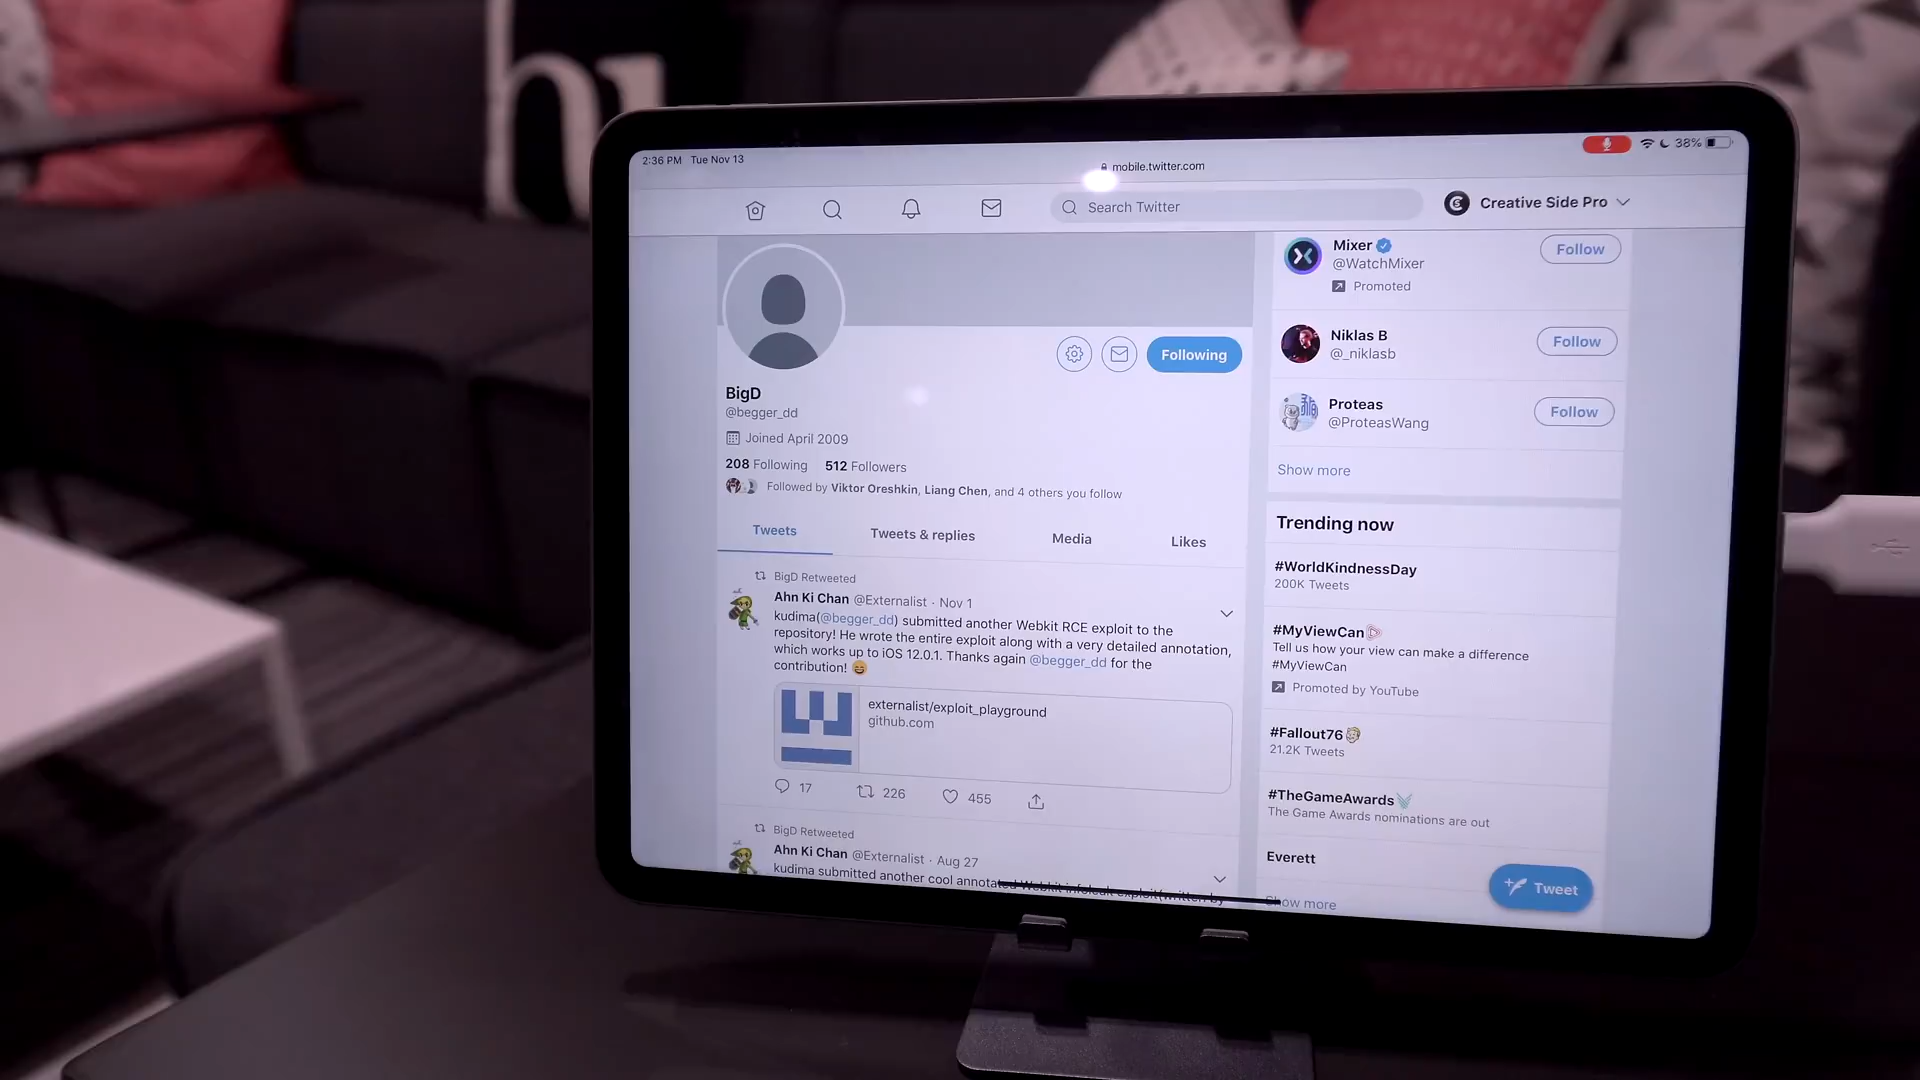 2:36 PM Tue Nov 13
mobile.twitter.com
38%
Search Twitter
Creative Side Pro
BigD
@begger_dd
Joined April 2009
208 Following 512 Followers
Followed by Viktor Oreshkin, Liang Chen, and 4 others you follow
Following
Tweets Tweets & replies Media Likes
BigD Retweeted
Ahn Ki Chan @Externalist · Nov 1
kudima(@begger_dd) submitted another Webkit RCE exploit to the
repository! He wrote the entire exploit along with a very detailed annotation,
which works up to iOS 12.0.1. Thanks again @begger_dd for the
contribution!
externalist/exploit_playground
github.com
17 226 455
BigD Retweeted
Ahn Ki Chan @Externalist · Aug 27
kudima submitted another cool annotated Webkit infoleak exploit(written by
Mixer
@WatchMixer
Promoted
Follow
Niklas B
@_niklasb
Follow
Proteas
@ProteasWang
Follow
Show more
Trending now
#WorldKindnessDay
200K Tweets
#MyViewCan
Tell us how your view can make a difference
#MyViewCan
Promoted by YouTube
#Fallout76
21.2K Tweets
#TheGameAwards
The Game Awards nominations are out
Everett
Show more
Tweet